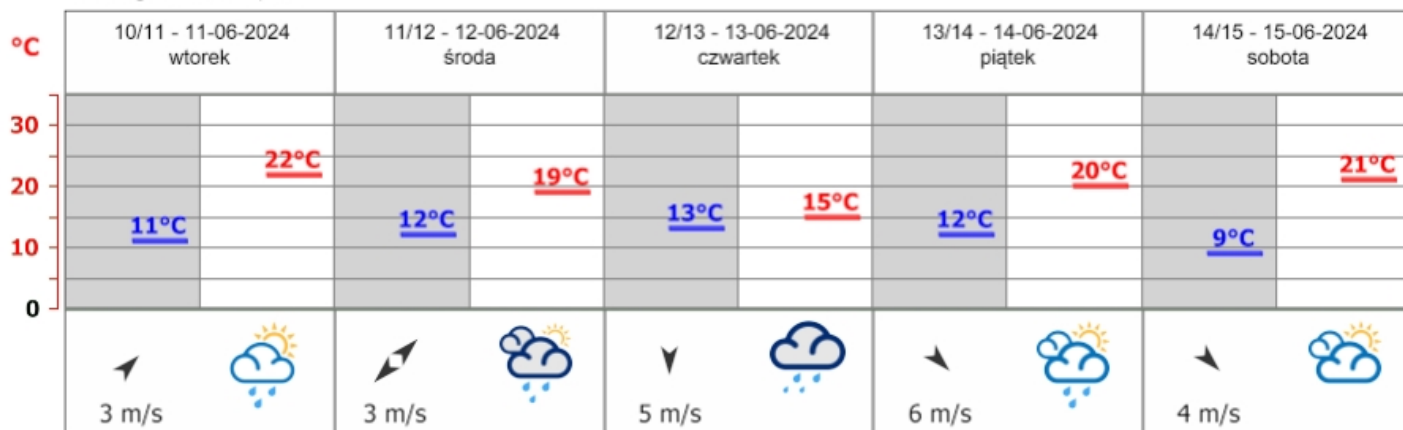 10/11 - 11-06-2024
wtorek
11/12 - 12-06-2024
środa
12/13 - 13-06-2024
czwartek
13/14 - 14-06-2024
piątek
14/15 - 15-06-2024
sobota
°C
30
20
10
0
11°C
22°C
12°C
19°C
13°C
15°C
12°C
20°C
9°C
21°C
3 m/s
3 m/s
5 m/s
6 m/s
4 m/s